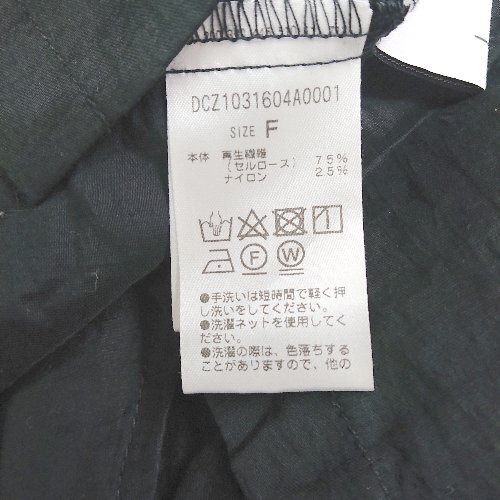 DCZ1031604A0001
SIZE F
本体 再生繊維
(セルロース) 75%
ナイロン 25%
F W
●手洗いは短時間で軽く押
し洗いをしてください。
●洗濯ネットを使用してく
ださい。
●洗濯の際は、色落ちする
ことがありますので、他の